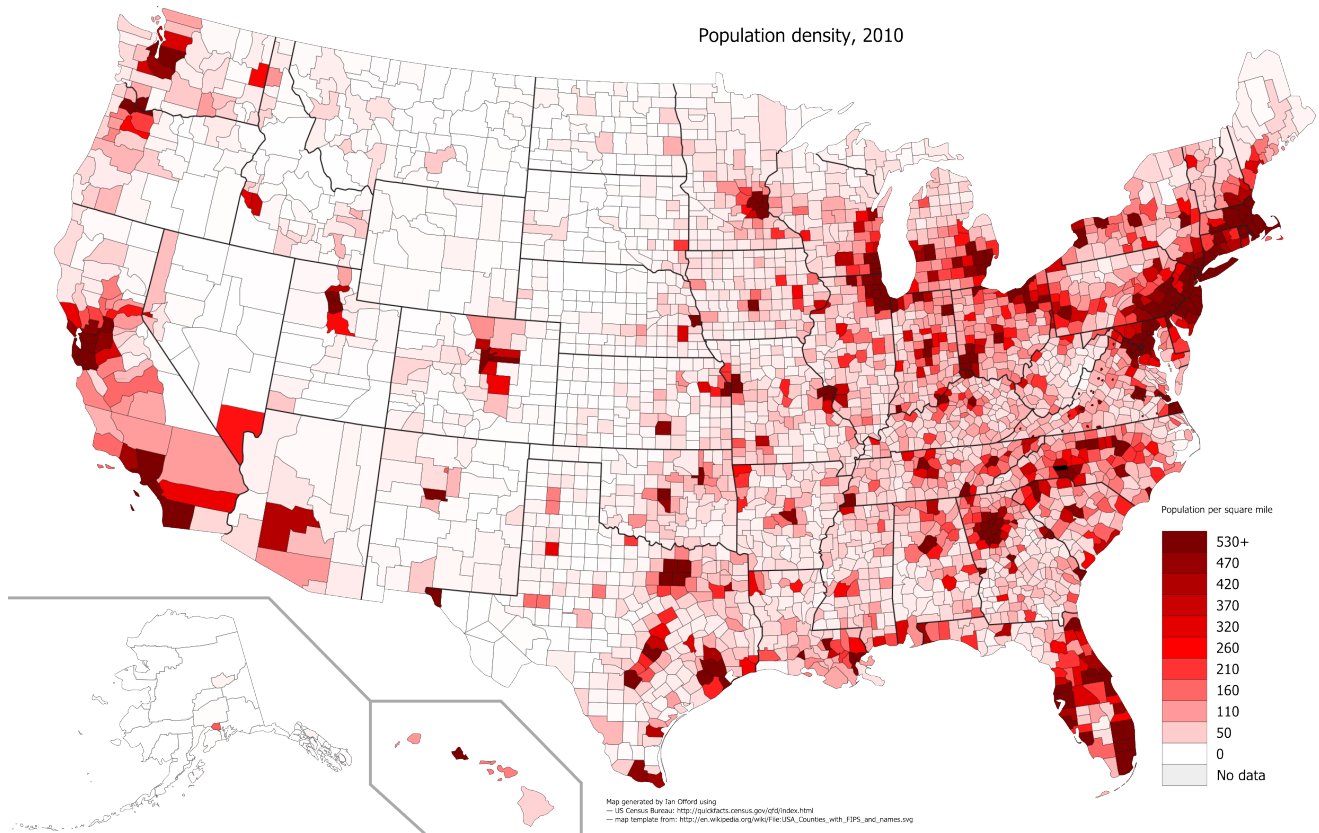 Population density, 2010
Population per square mile
530+
470
420
370
320
260
210
160
110
50
0
No data
Map generated by Ian Offord using
— US Census Bureau: http://quickfacts.census.gov/qfd/index.html
— map template from: http://en.wikipedia.org/wiki/File:USA_Counties_with_FIPS_and_names.svg